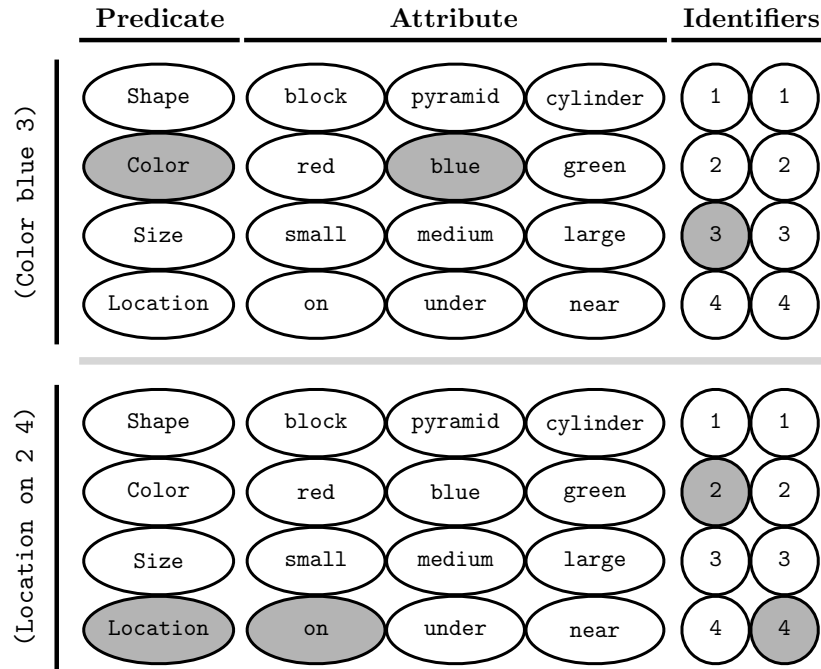 Predicate Attribute Identifiers
(Color blue 3)
Shape block pyramid cylinder 1 1
Color red blue green 2 2
Size small medium large 3 3
Location on under near 4 4
(Location on 2 4)
Shape block pyramid cylinder 1 1
Color red blue green 2 2
Size small medium large 3 3
Location on under near 4 4